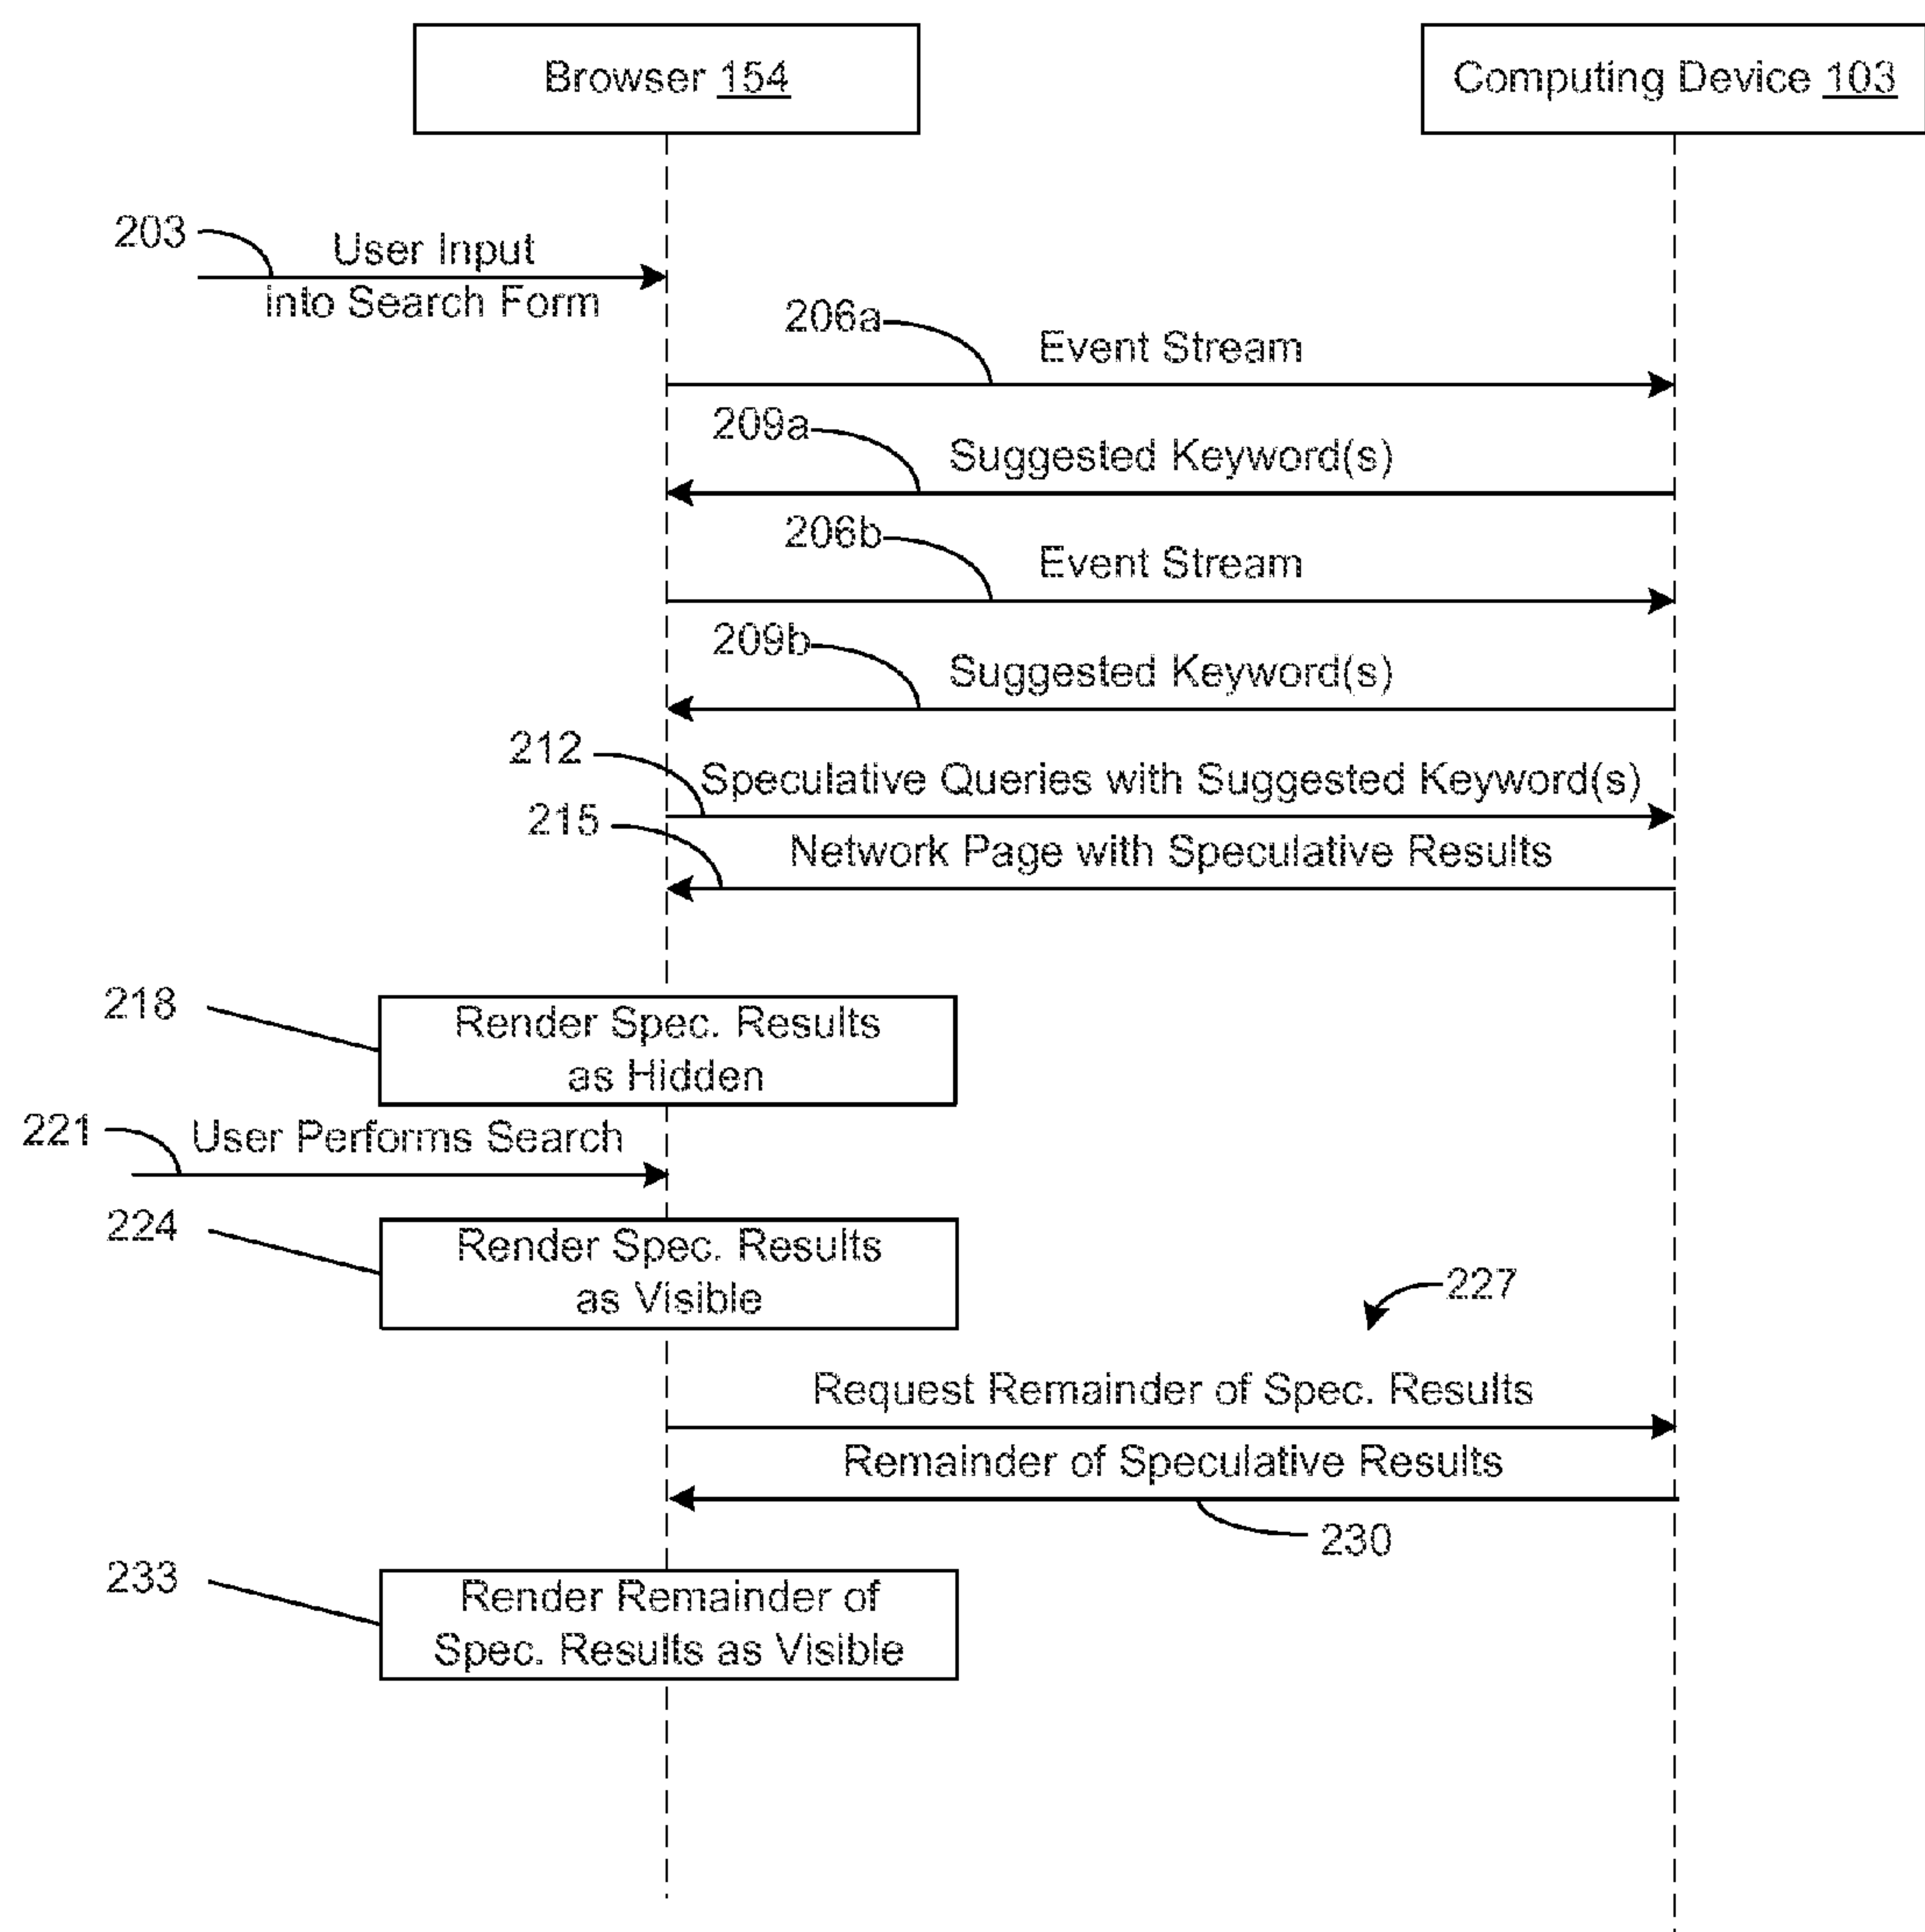 Browser 154
Computing Device 103
203
User Input
into Search Form
206a
Event Stream
209a
Suggested Keyword(s)
206b
Event Stream
209b
Suggested Keyword(s)
212
Speculative Queries with Suggested Keyword(s)
215
Network Page with Speculative Results
218
Render Spec. Results
as Hidden
221
User Performs Search
224
Render Spec. Results
as Visible
227
Request Remainder of Spec. Results
Remainder of Speculative Results
230
233
Render Remainder of
Spec. Results as Visible